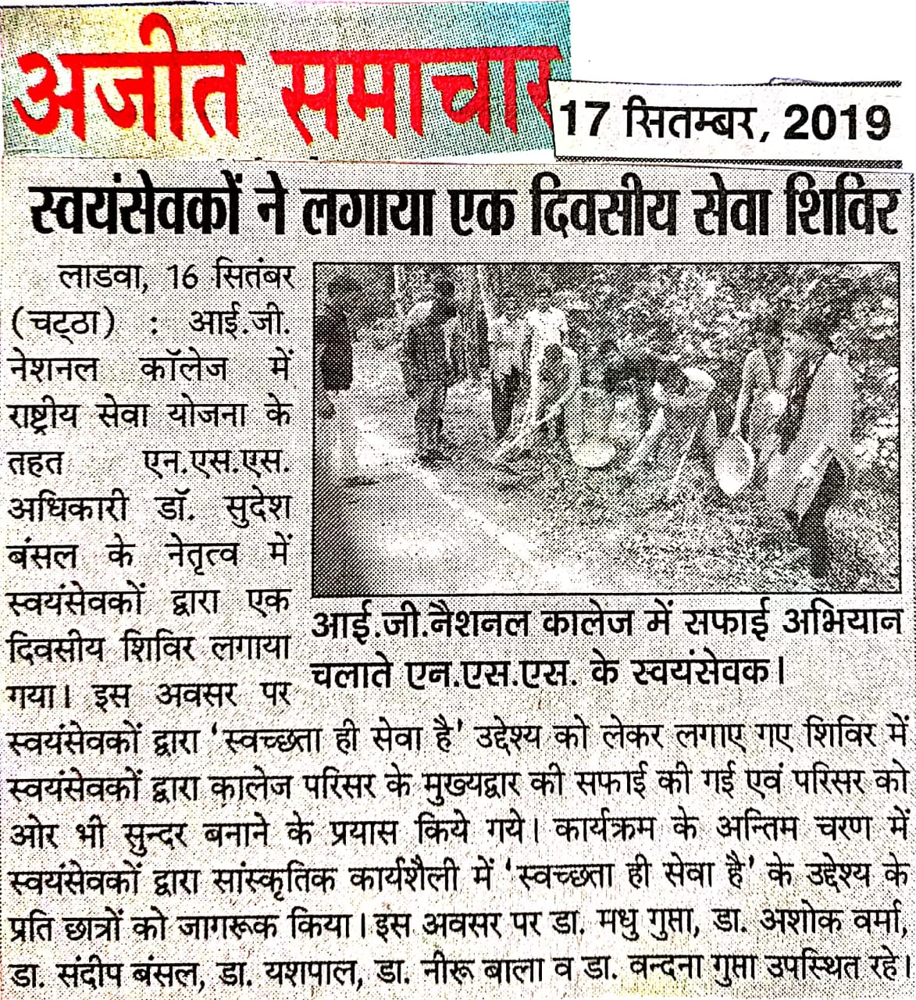 अजीत समाचार
17 सितम्बर, 2019
स्वयंसेवकों ने लगाया एक दिवसीय सेवा शिविर
लाडवा, 16 सितंबर
(चट्ठा) : आई.जी.
नेशनल कॉलेज में
राष्ट्रीय सेवा योजना के
तहत एन.एस.एस.
अधिकारी डॉ. सुदेश
बंसल के नेतृत्व में
स्वयंसेवकों द्वारा एक
दिवसीय शिविर लगाया
गया। इस अवसर पर
आई.जी.नैशनल कालेज में सफाई अभियान
चलाते एन.एस.एस. के स्वयंसेवक।
स्वयंसेवकों द्वारा ‘स्वच्छता ही सेवा है’ उद्देश्य को लेकर लगाए गए शिविर में
स्वयंसेवकों द्वारा कालेज परिसर के मुख्यद्वार की सफाई की गई एवं परिसर को
ओर भी सुन्दर बनाने के प्रयास किये गये। कार्यक्रम के अन्तिम चरण में
स्वयंसेवकों द्वारा सांस्कृतिक कार्यशैली में ‘स्वच्छता ही सेवा है’ के उद्देश्य के
प्रति छात्रों को जागरूक किया। इस अवसर पर डा. मधु गुप्ता, डा. अशोक वर्मा,
डा. संदीप बंसल, डा. यशपाल, डा. नीरू बाला व डा. वन्दना गुप्ता उपस्थित रहे।